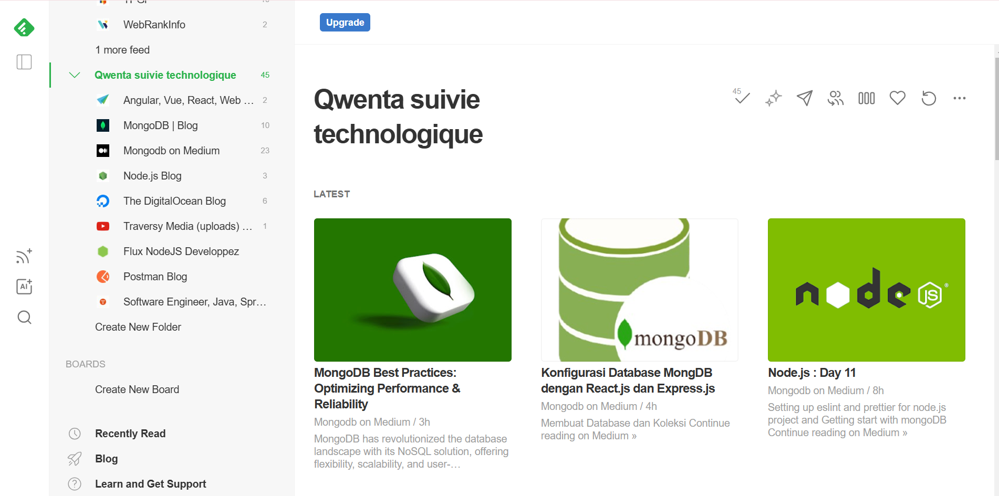 WebRankInfo 2
1 more feed
Qwenta suivie technologique 45
Angular, Vue, React, Web ... 2
MongoDB | Blog 10
Mongodb on Medium 23
Node.js Blog 3
The DigitalOcean Blog 6
Traversy Media (uploads) ... 1
Flux NodeJS Developpez
Postman Blog
Software Engineer, Java, Spr...
Create New Folder
BOARDS
Create New Board
Recently Read
Blog
Learn and Get Support
AI
Upgrade
Qwenta suivie
technologique
45
LATEST
mongoDB
MongoDB Best Practices:
Optimizing Performance &
Reliability
Mongodb on Medium / 3h
MongoDB has revolutionized the database
landscape with its NoSQL solution, offering
flexibility, scalability, and user-...
Konfigurasi Database MongDB
dengan React.js dan Express.js
Mongodb on Medium / 4h
Membuat Database dan Koleksi Continue
reading on Medium »
node JS ®
Node.js : Day 11
Mongodb on Medium / 8h
Setting up eslint and prettier for node.js
project and Getting start with mongoDB
Continue reading on Medium »